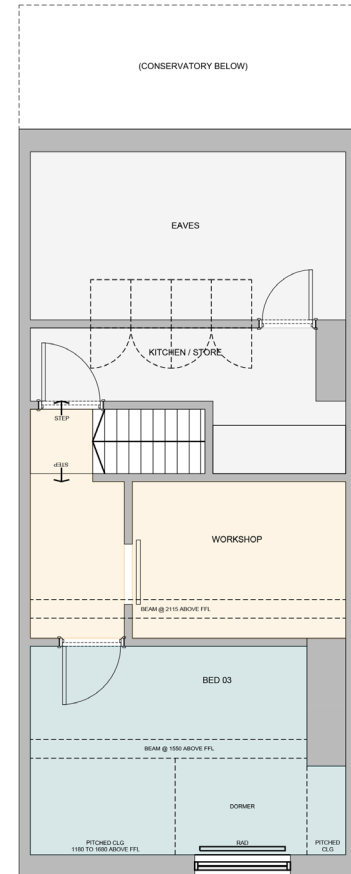 (CONSERVATORY BELOW)
EAVES
KITCHEN / STORE
STEP
STEP
WORKSHOP
BEAM @ 2115 ABOVE FFL
BED 03
BEAM @ 1550 ABOVE FFL
DORMER
PITCHED CLG
1180 TO 1680 ABOVE FFL
RAD
PITCHED
CLG